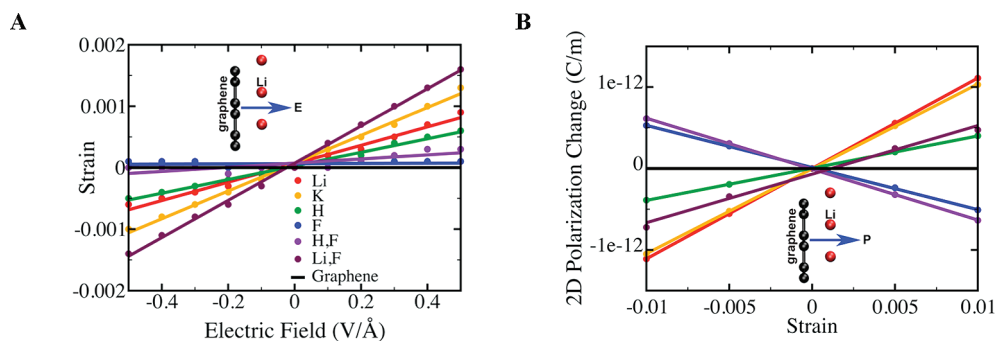 A
0.002
0.001
0
-0.001
-0.002
Strain
graphene
Li
E
Li
K
H
F
H,F
Li,F
Graphene
-0.4
-0.2
0
0.2
0.4
Electric Field (V/Å)
B
1e-12
0
-1e-12
2D Polarization Change (C/m)
graphene
Li
P
-0.01
-0.005
0
0.005
0.01
Strain